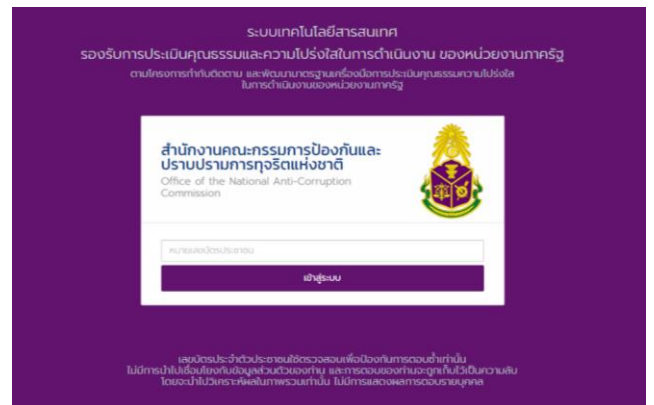 ระบบเทคโนโลยีสารสนเทศ
รองรับการประเมินคุณธรรมและความโปร่งใสในการดำเนินงาน ของหน่วยงานภาครัฐ
ตามโครงการกำกับติดตาม และพัฒนามาตรฐานเครื่องมือการประเมินคุณธรรมความโปร่งใส
ในการดำเนินงานของหน่วยงานภาครัฐ
สำนักงานคณะกรรมการป้องกันและ
ปราบปรามการทุจริตแห่งชาติ
Office of the National Anti-Corruption
Commission
หมายเลขบัตรประชาชน
เข้าสู่ระบบ
เลขบัตรประจำตัวประชาชนใช้ตรวจสอบเพื่อป้องกันการตอบซ้ำเท่านั้น
ไม่มีการนำไปเชื่อมโยงกับข้อมูลส่วนตัวของท่าน และการตอบของท่านจะถูกเก็บไว้เป็นความลับ
โดยจะนำไปวิเคราะห์ผลในภาพรวมเท่านั้น ไม่มีการแสดงผลการตอบรายบุคคล